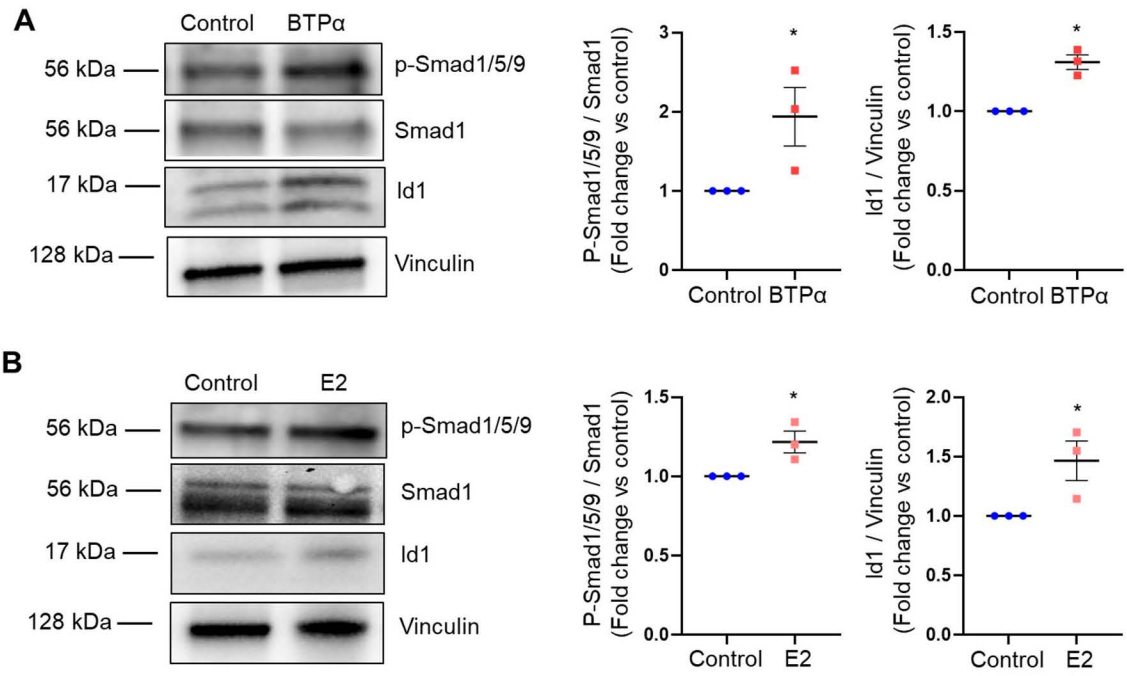 A
Control BTPα
56 kDa
p-Smad1/5/9
56 kDa
Smad1
17 kDa
Id1
128 kDa
Vinculin
P-Smad1/5/9 / Smad1
(Fold change vs control)
3
2
1
0
*
Control BTPα
Id1 / Vinculin
(Fold change vs control)
1.5
1.0
0.5
0.0
*
Control BTPα
B
Control E2
56 kDa
p-Smad1/5/9
56 kDa
Smad1
17 kDa
Id1
128 kDa
Vinculin
P-Smad1/5/9 / Smad1
(Fold change vs control)
1.5
1.0
0.5
0.0
*
Control E2
Id1 / Vinculin
(Fold change vs control)
2.0
1.5
1.0
0.5
0.0
*
Control E2